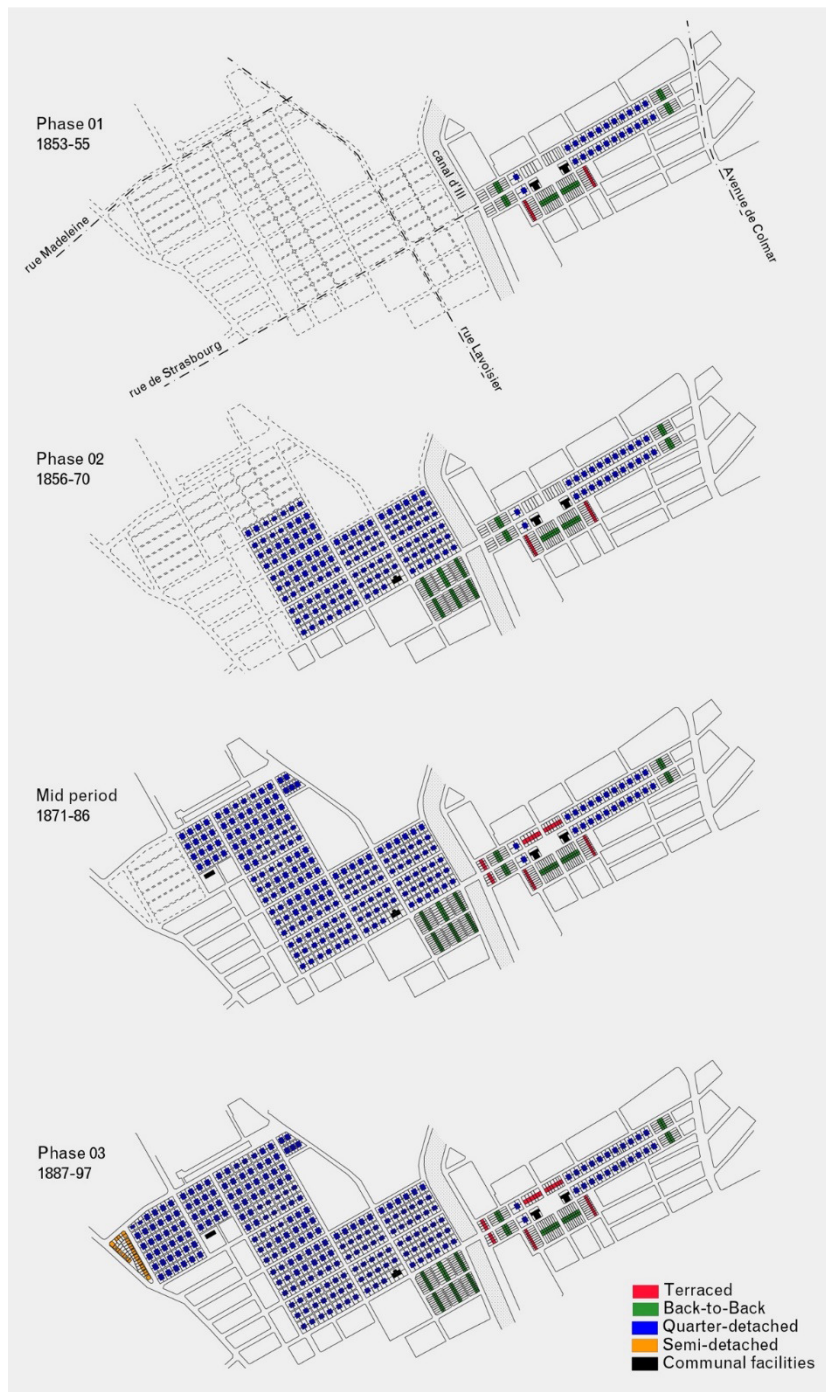 Phase 01
1853-55
canal d'Ill
Avenue de Colmar
rue Madeleine
rue de Strasbourg
rue Lavoisier
Phase 02
1856-70
Mid period
1871-86
Phase 03
1887-97
Terraced
Back-to-Back
Quarter-detached
Semi-detached
Communal facilities